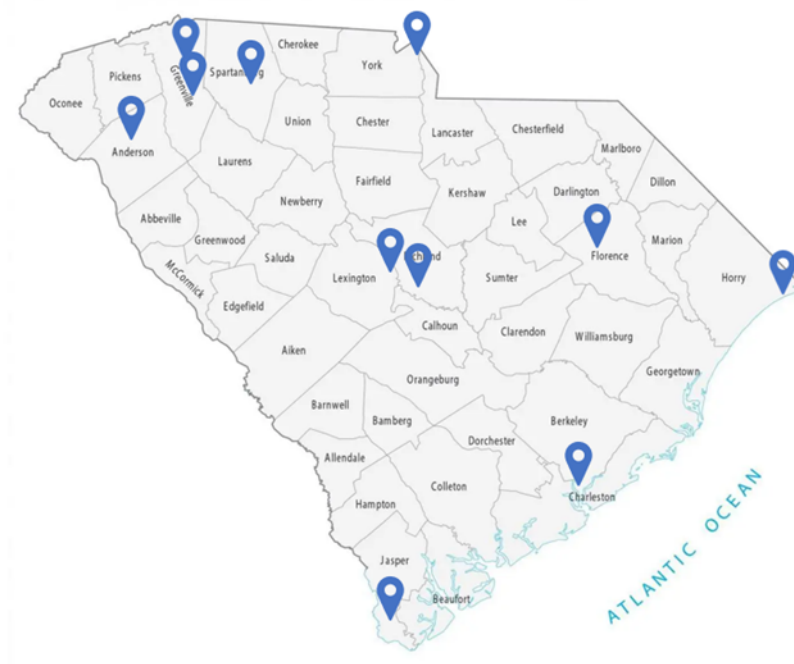 Cherokee
York
Pickens
Greenville
Oconee
Union
Chester
Lancaster
Chesterfield
Marlboro
Anderson
Laurens
Fairfield
Kershaw
Darlington
Dillon
Newberry
Abbeville
Greenwood
Lee
Marion
Florence
Saluda
McCormick
Lexington
Sumter
Horry
Edgefield
Calhoun
Clarendon
Williamsburg
Aiken
Orangeburg
Georgetown
Barnwell
Bamberg
Berkeley
Dorchester
Allendale
Colleton
Charleston
Hampton
Jasper
Beaufort
ATLANTIC OCEAN